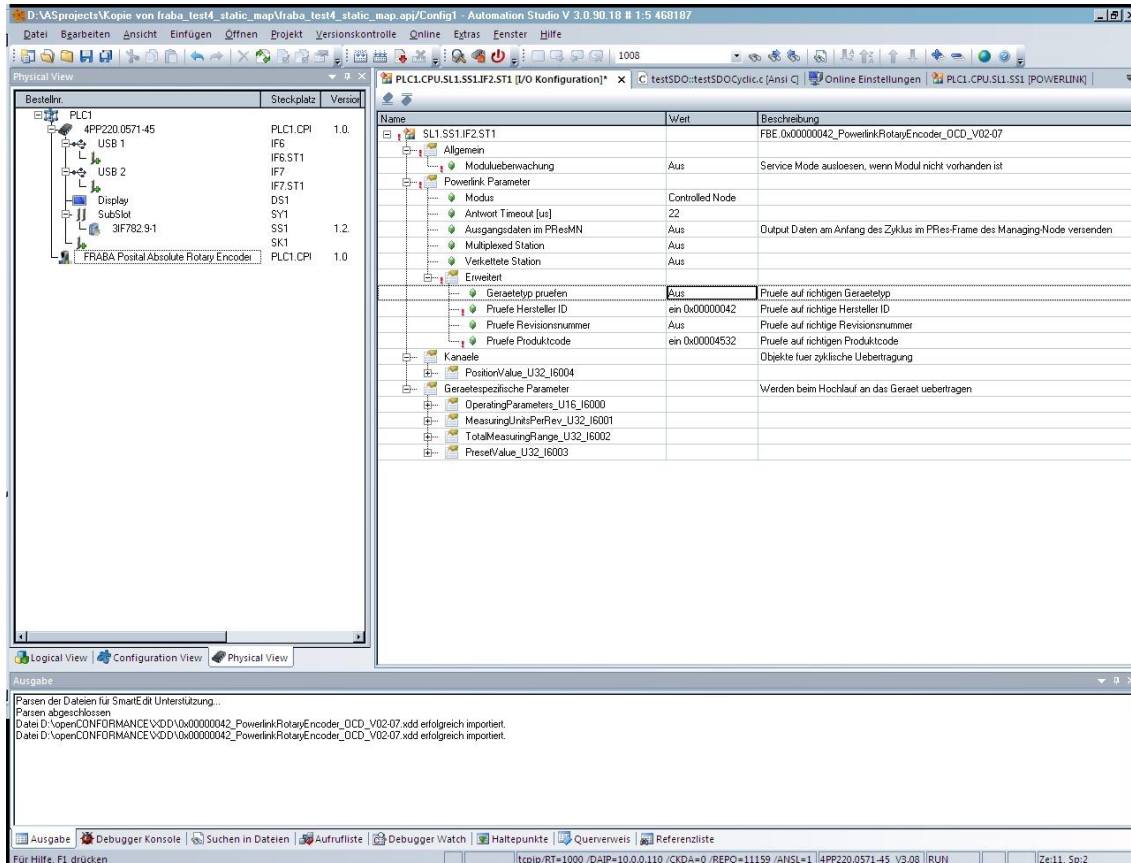 D:\ASprojects\Kopie von fraba_test4_static_map\fraba_test4_static_map.apj/Config1 - Automation Studio V 3.0.90.18 # 1:5 468187
Datei Bearbeiten Ansicht Einfügen Öffnen Projekt Versionskontrolle Online Extras Fenster Hilfe
1008
Physical View
PLC1.CPU.SL1.SS1.IF2.ST1 [I/O Konfiguration]* testSDO::testSDOCyclic.c [Ansi C] Online Einstellungen PLC1.CPU.SL1.SS1 [POWERLINK]
Bestellnr. Steckplatz Version
PLC1
4PP220.0571-45 PLC1.CPU 1.0.
USB 1 IF6
IF6.ST1
USB 2 IF7
IF7.ST1
Display DS1
SubSlot SY1
3IF782.9-1 SS1 1.2.
SK1
FRABA Posital Absolute Rotary Encoder PLC1.CPU 1.0
Name Wert Beschreibung
SL1.SS1.IF2.ST1 FBE.0x00000042_PowerlinkRotaryEncoder_OCD_V02-07
Allgemein
Modulueberwachung Aus Service Mode ausloesen, wenn Modul nicht vorhanden ist
Powerlink Parameter
Modus Controlled Node
Antwort Timeout [us] 22
Ausgangsdaten im PResMN Aus Output Daten am Anfang des Zyklus im PRes-Frame des Managing-Node versenden
Multiplexed Station Aus
Verkettete Station Aus
Erweitert
Geraetetyp pruefen Aus Pruefe auf richtigen Geraetetyp
Pruefe Hersteller ID ein 0x00000042 Pruefe auf richtige Hersteller ID
Pruefe Revisionsnummer Aus Pruefe auf richtige Revisionsnummer
Pruefe Produktcode ein 0x00004532 Pruefe auf richtigen Produktcode
Kanaele Objekte fuer zyklische Uebertragung
PositionValue_U32_I6004
Geraetespezifische Parameter Werden beim Hochlauf an das Geraet uebertragen
OperatingParameters_U16_I6000
MeasuringUnitsPerRev_U32_I6001
TotalMeasuringRange_U32_I6002
PresetValue_U32_I6003
Logical View Configuration View Physical View
Ausgabe
Parsen der Dateien für SmartEdit Unterstützung...
Parsen abgeschlossen
Datei D:\openCONFORMANCE\XDD\0x00000042_PowerlinkRotaryEncoder_OCD_V02-07.xdd erfolgreich importiert.
Datei D:\openCONFORMANCE\XDD\0x00000042_PowerlinkRotaryEncoder_OCD_V02-07.xdd erfolgreich importiert.
Ausgabe Debugger Konsole Suchen in Dateien Aufrufliste Debugger Watch Haltepunkte Querverweis Referenzliste
Für Hilfe, F1 drücken tcpip/RT=1000 /DAIP=10.0.0.110 /CKDA=0 /REPO=11159 /ANSL=1 4PP220.0571-45 V3.08 RUN Ze:11, Sp:2